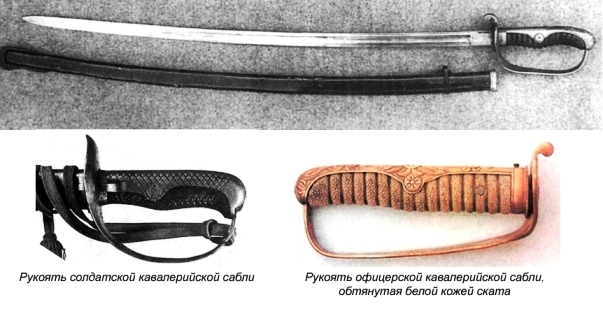 Рукоять солдатской кавалерийской сабли
Рукоять офицерской кавалерийской сабли,
обтянутая белой кожей ската